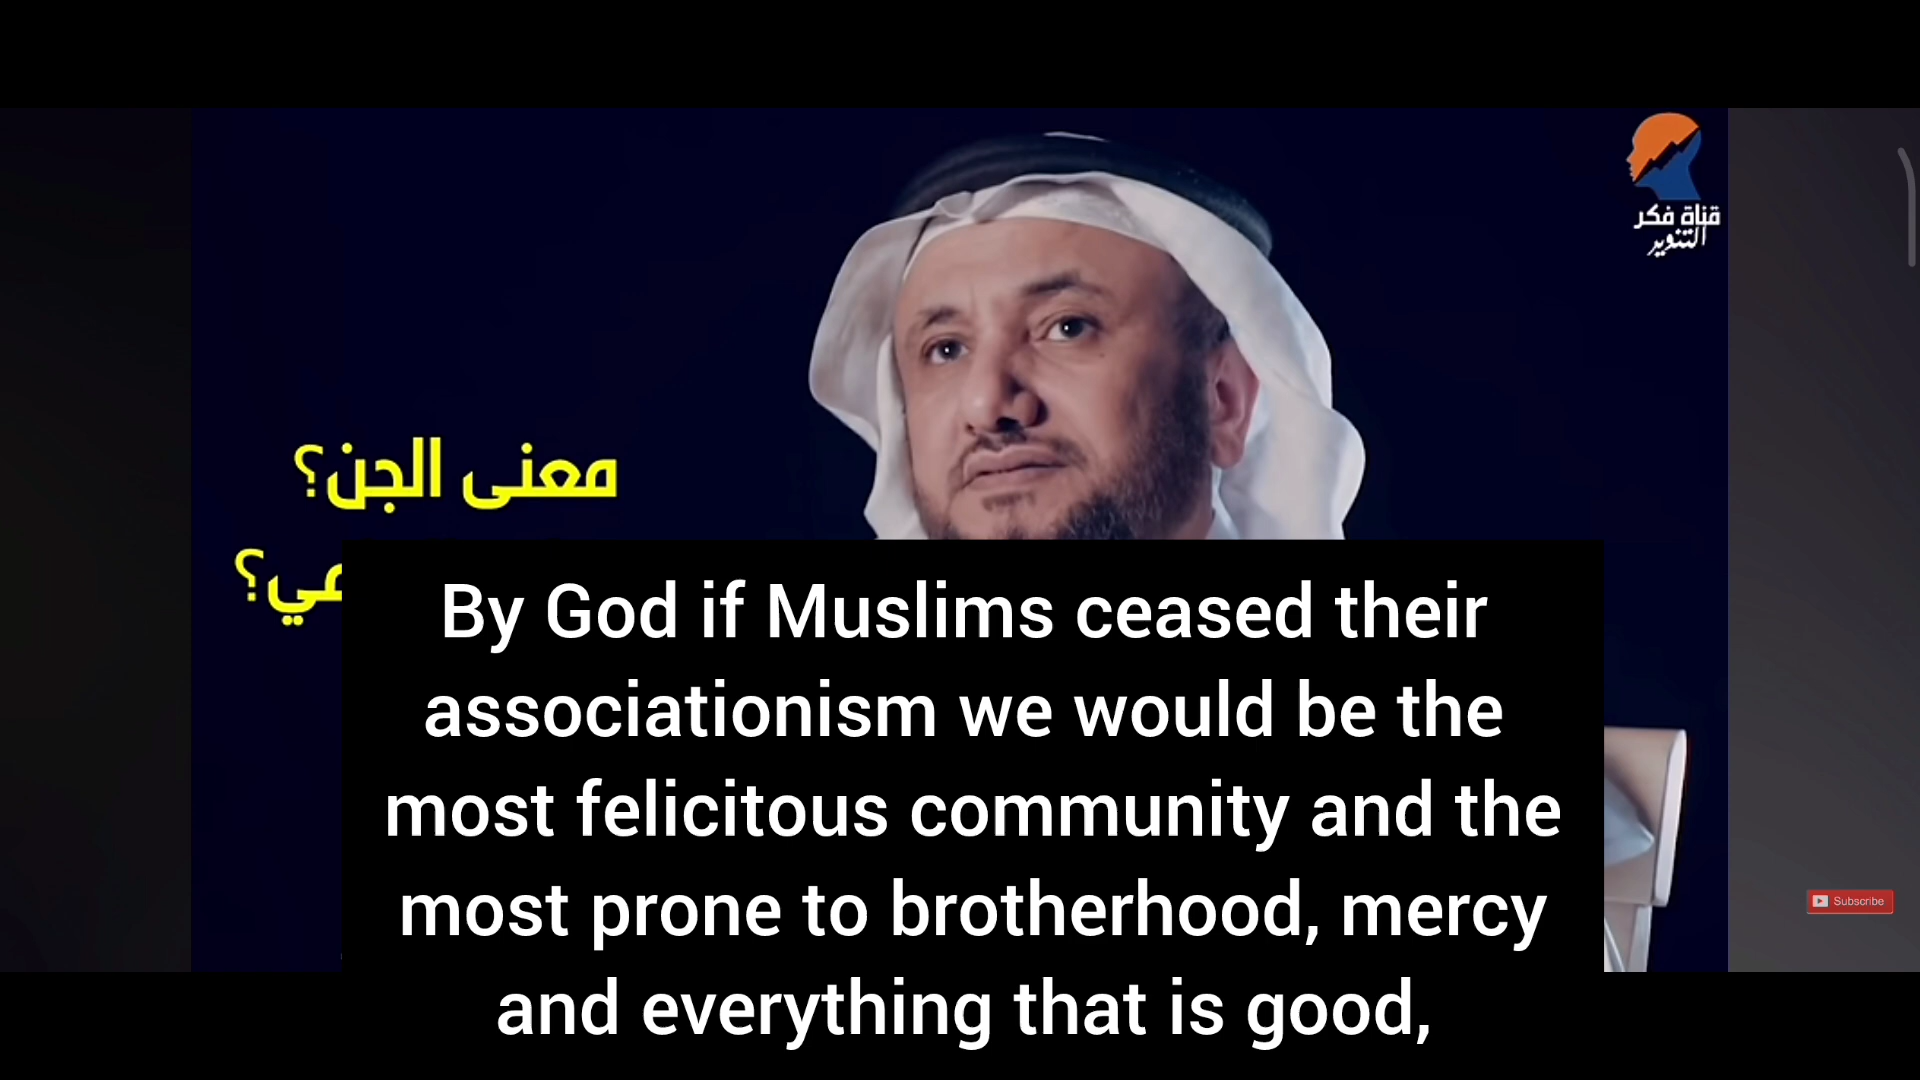 قناة فكر
التنوير
معنى الجن؟
By God if Muslims ceased their
associationism we would be the
most felicitous community and the
most prone to brotherhood, mercy
and everything that is good,
Subscribe